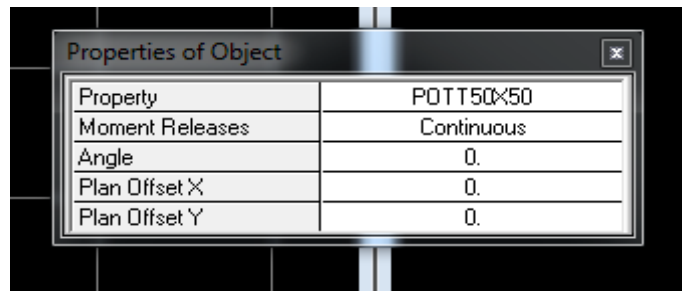 Properties of Object
Property POTT50X50
Moment Releases Continuous
Angle 0.
Plan Offset X 0.
Plan Offset Y 0.